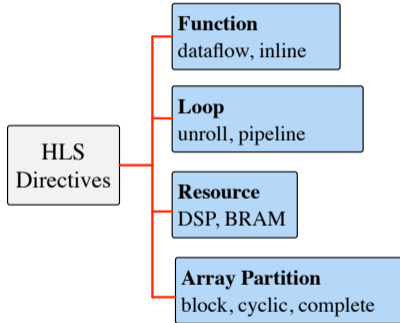 HLS
Directives
Function
dataflow, inline
Loop
unroll, pipeline
Resource
DSP, BRAM
Array Partition
block, cyclic, complete